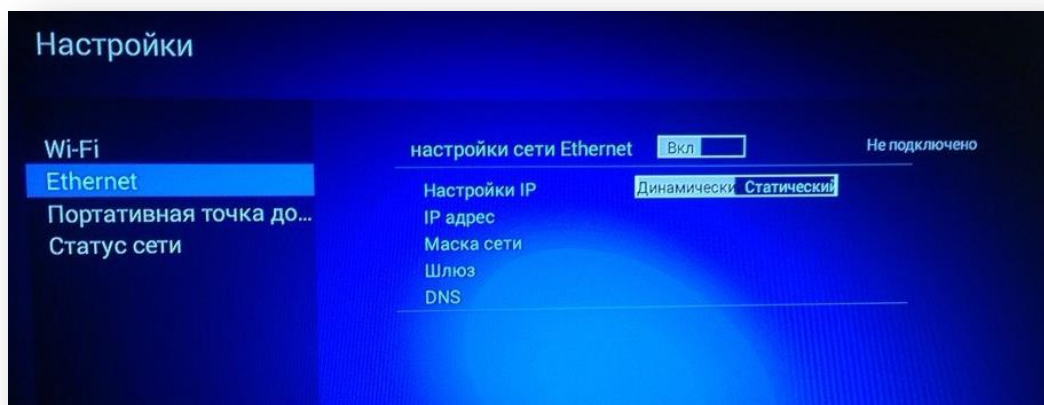 Настройки
Wi-Fi
Ethernet
Портативная точка до...
Статус сети
настройки сети Ethernet Вкл Не подключено
Настройки IP Динамически Статический
IP адрес
Маска сети
Шлюз
DNS